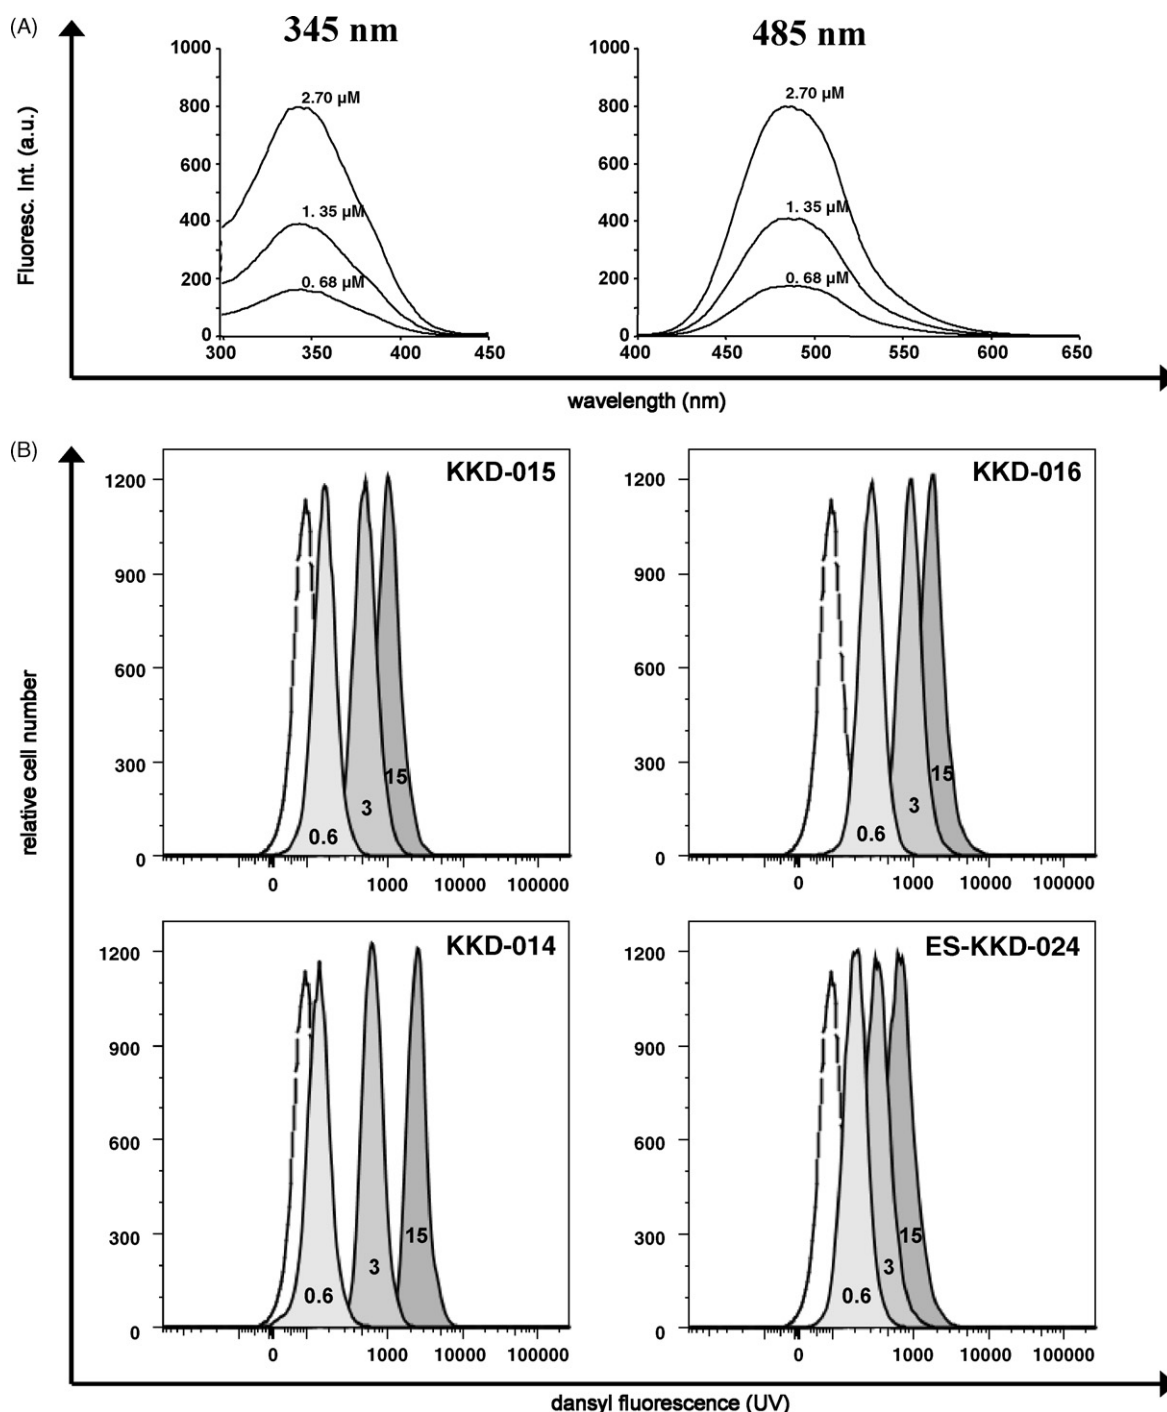 (A)
345 nm
485 nm
Fluoresc. Int. (a.u.)
1000
800
600
400
200
0
2.70 µM
1. 35 µM
0. 68 µM
300 350 400 450
1000
800
600
400
200
0
2.70 µM
1. 35 µM
0. 68 µM
400 450 500 550 600 650
wavelength (nm)
(B)
relative cell number
KKD-015
1200
900
600
300
0
0.6
3
15
0 1000 10000 100000
KKD-016
1200
900
600
300
0
0.6
3
15
0 1000 10000 100000
KKD-014
1200
900
600
300
0
0.6
3
15
0 1000 10000 100000
ES-KKD-024
1200
900
600
300
0
0.6
3
15
0 1000 10000 100000
dansyl fluorescence (UV)